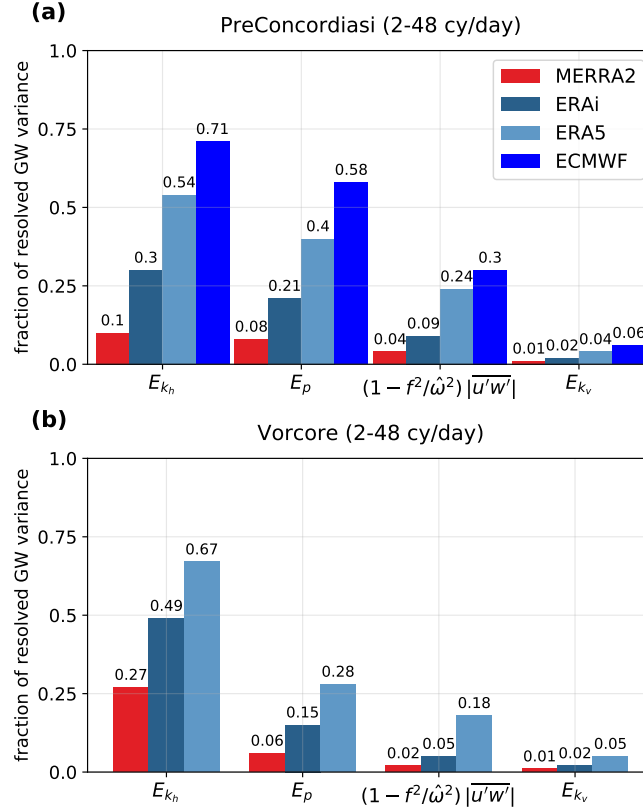 (a)
PreConcordiasi (2-48 cy/day)
fraction of resolved GW variance
1.0
0.75
0.5
0.25
0.0
MERRA2
ERAi
ERA5
ECMWF
0.1 0.3 0.54 0.71
0.08 0.21 0.4 0.58
0.04 0.09 0.24 0.3
0.01 0.02 0.04 0.06
$E_{k_h}$ $E_p$ $(1 - f^2/\hat{\omega}^2)\,|\overline{u'w'}|$ $E_{k_v}$
(b)
Vorcore (2-48 cy/day)
fraction of resolved GW variance
1.0
0.75
0.5
0.25
0.0
0.27 0.49 0.67
0.06 0.15 0.28
0.02 0.05 0.18
0.01 0.02 0.05
$E_{k_h}$ $E_p$ $(1 - f^2/\hat{\omega}^2)\,|\overline{u'w'}|$ $E_{k_v}$